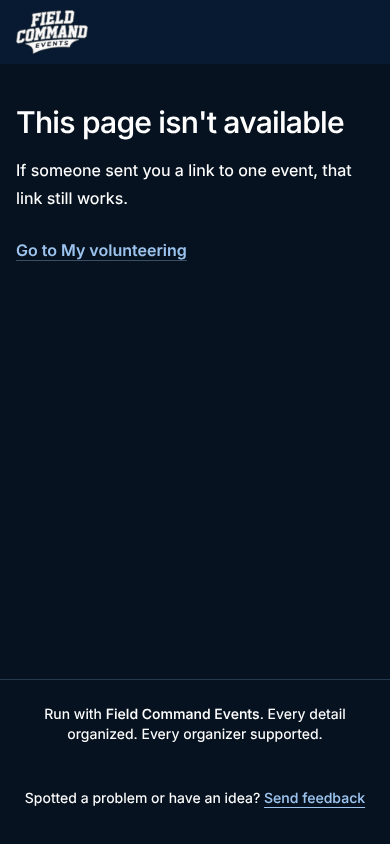 FIELD
COMMAND
EVENTS
This page isn't available
If someone sent you a link to one event, that
link still works.
Go to My volunteering
Run with Field Command Events. Every detail
organized. Every organizer supported.
Spotted a problem or have an idea? Send feedback